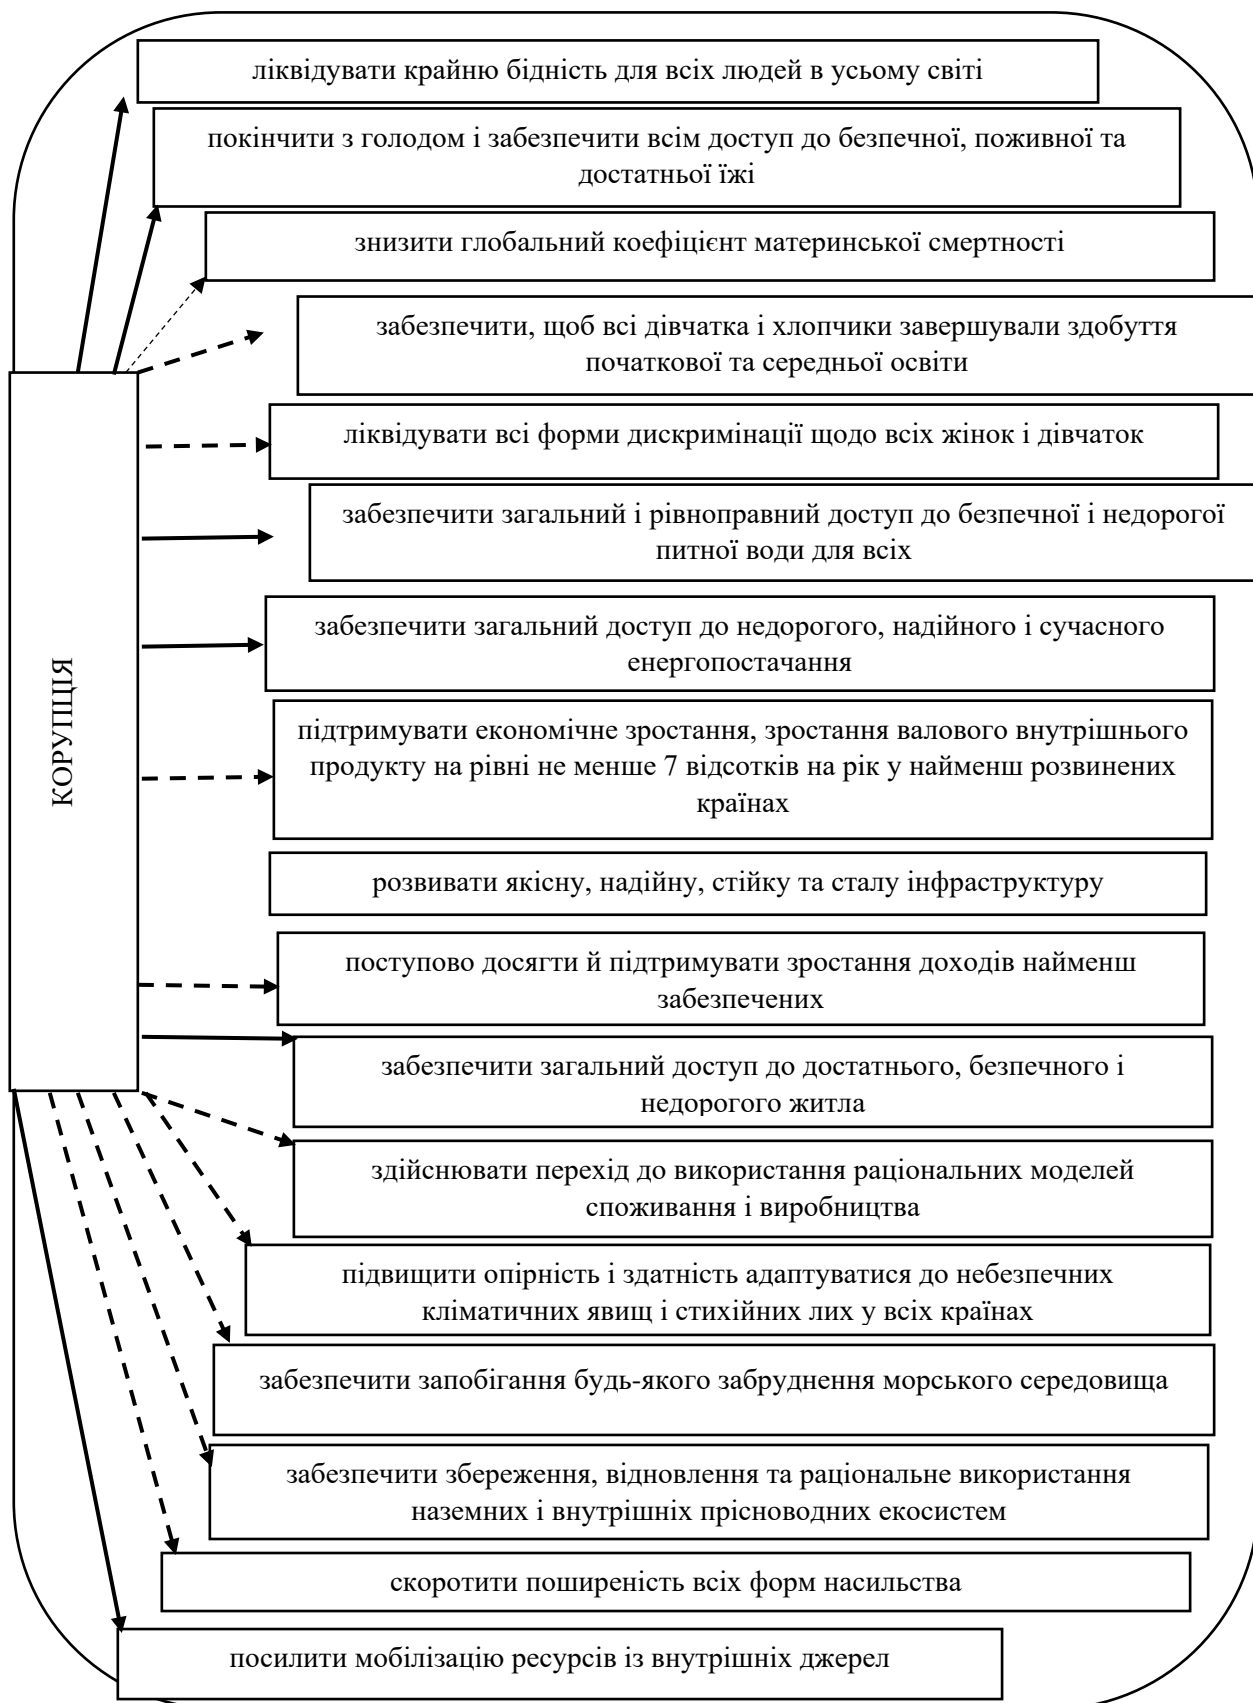 ліквідувати крайню бідність для всіх людей в усьому світі
покінчити з голодом і забезпечити всім доступ до безпечної, поживної та
достатньої їжі
знизити глобальний коефіцієнт материнської смертності
забезпечити, щоб всі дівчатка і хлопчики завершували здобуття
початкової та середньої освіти
ліквідувати всі форми дискримінації щодо всіх жінок і дівчаток
забезпечити загальний і рівноправний доступ до безпечної і недорогої
питної води для всіх
забезпечити загальний доступ до недорогого, надійного і сучасного
енергопостачання
КОРУПЦІЯ
підтримувати економічне зростання, зростання валового внутрішнього
продукту на рівні не менше 7 відсотків на рік у найменш розвинених
країнах
розвивати якісну, надійну, стійку та сталу інфраструктуру
поступово досягти й підтримувати зростання доходів найменш
забезпечених
забезпечити загальний доступ до достатнього, безпечного і
недорогого житла
здійснювати перехід до використання раціональних моделей
споживання і виробництва
підвищити опірність і здатність адаптуватися до небезпечних
кліматичних явищ і стихійних лих у всіх країнах
забезпечити запобігання будь-якого забруднення морського середовища
забезпечити збереження, відновлення та раціональне використання
наземних і внутрішніх прісноводних екосистем
скоротити поширеність всіх форм насильства
посилити мобілізацію ресурсів із внутрішніх джерел